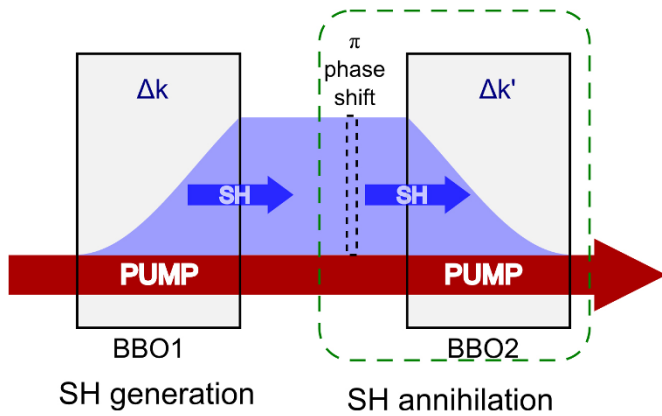 Δk
π
phase
shift
Δk'
SH
SH
PUMP
PUMP
BBO1
BBO2
SH generation
SH annihilation